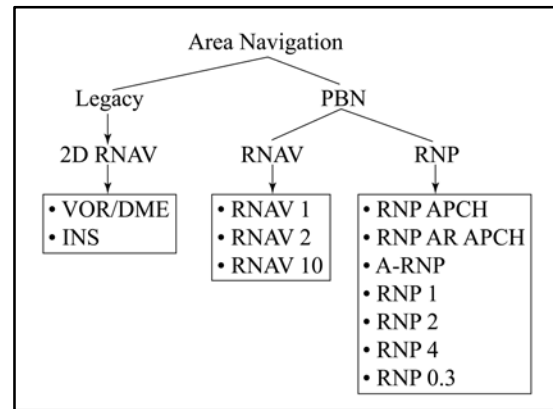 Area Navigation
Legacy PBN
2D RNAV RNAV RNP
• VOR/DME
• INS
• RNAV 1
• RNAV 2
• RNAV 10
• RNP APCH
• RNP AR APCH
• A-RNP
• RNP 1
• RNP 2
• RNP 4
• RNP 0.3